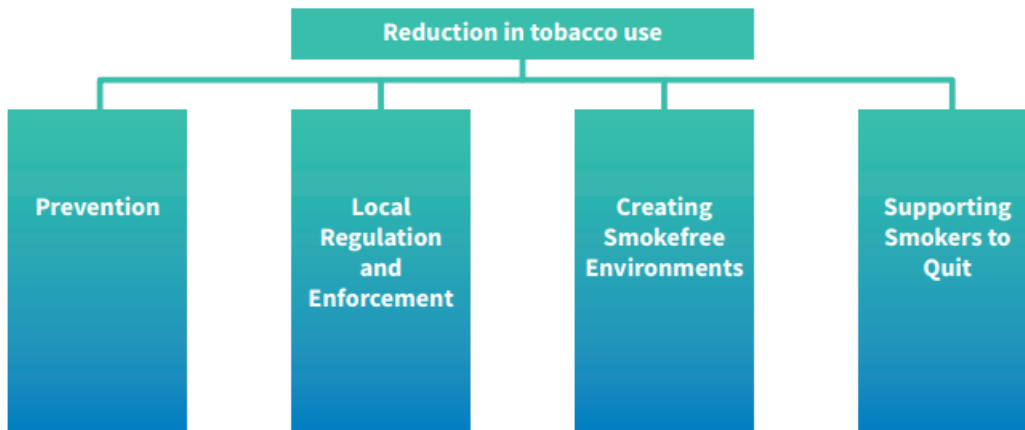 Reduction in tobacco use
Prevention
Local
Regulation
and
Enforcement
Creating
Smokefree
Environments
Supporting
Smokers to
Quit